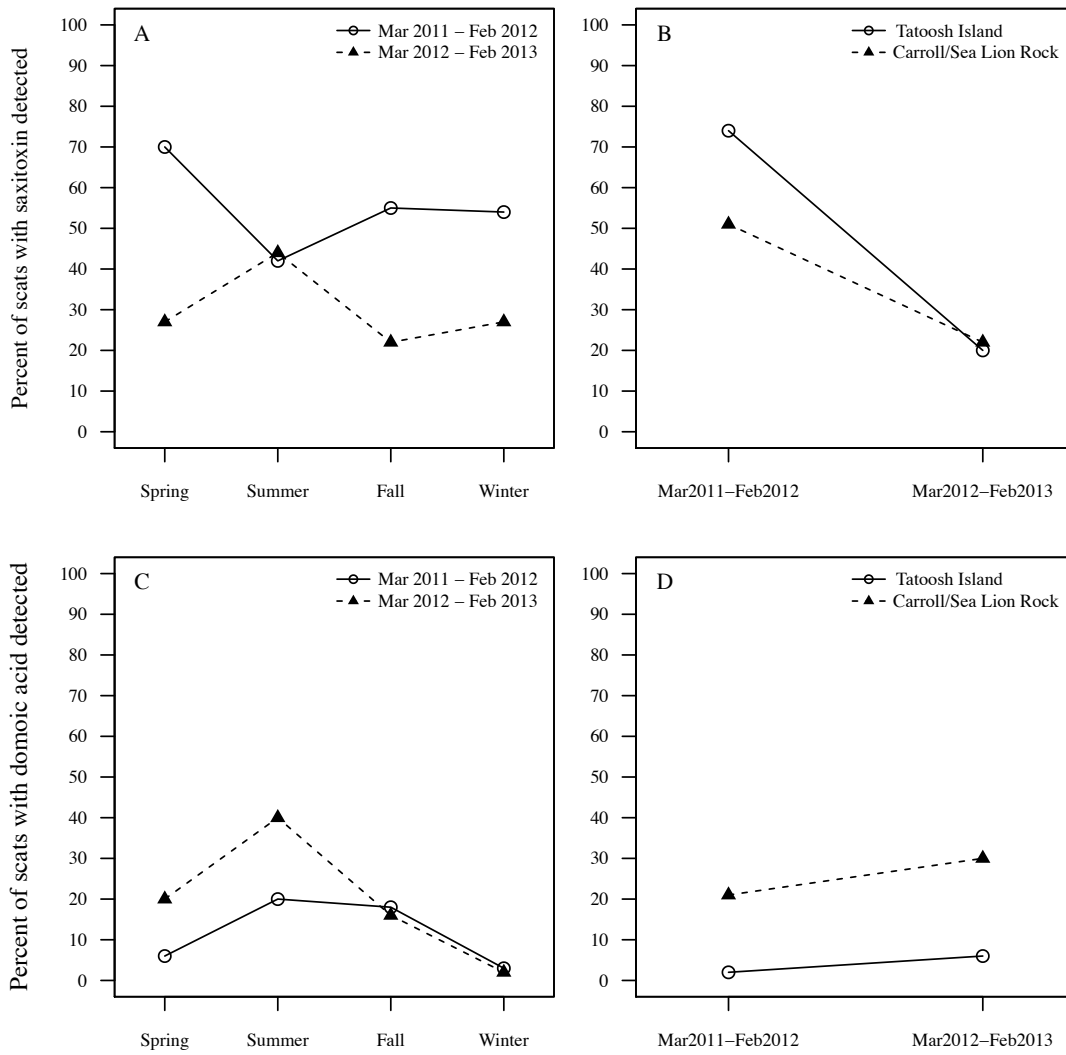 Percent of scats with saxitoxin detected
A
Mar 2011 – Feb 2012
Mar 2012 – Feb 2013
100
90
80
70
60
50
40
30
20
10
0
Spring Summer Fall Winter
B
Tatoosh Island
Carroll/Sea Lion Rock
100
90
80
70
60
50
40
30
20
10
0
Mar2011–Feb2012 Mar2012–Feb2013
Percent of scats with domoic acid detected
C
Mar 2011 – Feb 2012
Mar 2012 – Feb 2013
100
90
80
70
60
50
40
30
20
10
0
Spring Summer Fall Winter
D
Tatoosh Island
Carroll/Sea Lion Rock
100
90
80
70
60
50
40
30
20
10
0
Mar2011–Feb2012 Mar2012–Feb2013